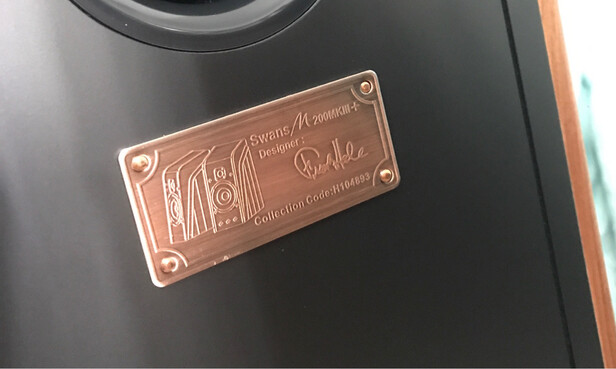 Swans M 200MKIII-F
Designer:
Collection Code:H104893